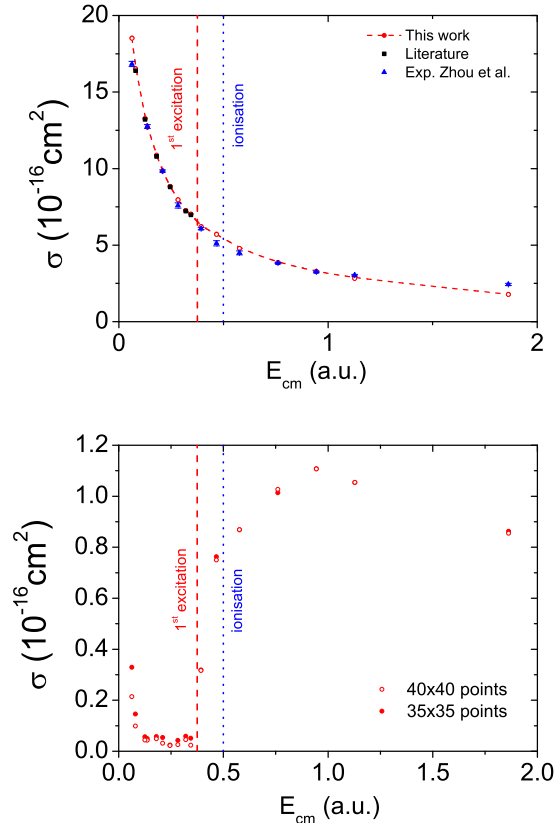 20
15
10
5
0
σ (10⁻¹⁶cm²)
This work
Literature
Exp. Zhou et al.
1ˢᵗ excitation
ionisation
0 1 2
E_cm (a.u.)
1.2
1.0
0.8
0.6
0.4
0.2
0.0
σ (10⁻¹⁶cm²)
1ˢᵗ excitation
ionisation
40x40 points
35x35 points
0.0 0.5 1.0 1.5 2.0
E_cm (a.u.)